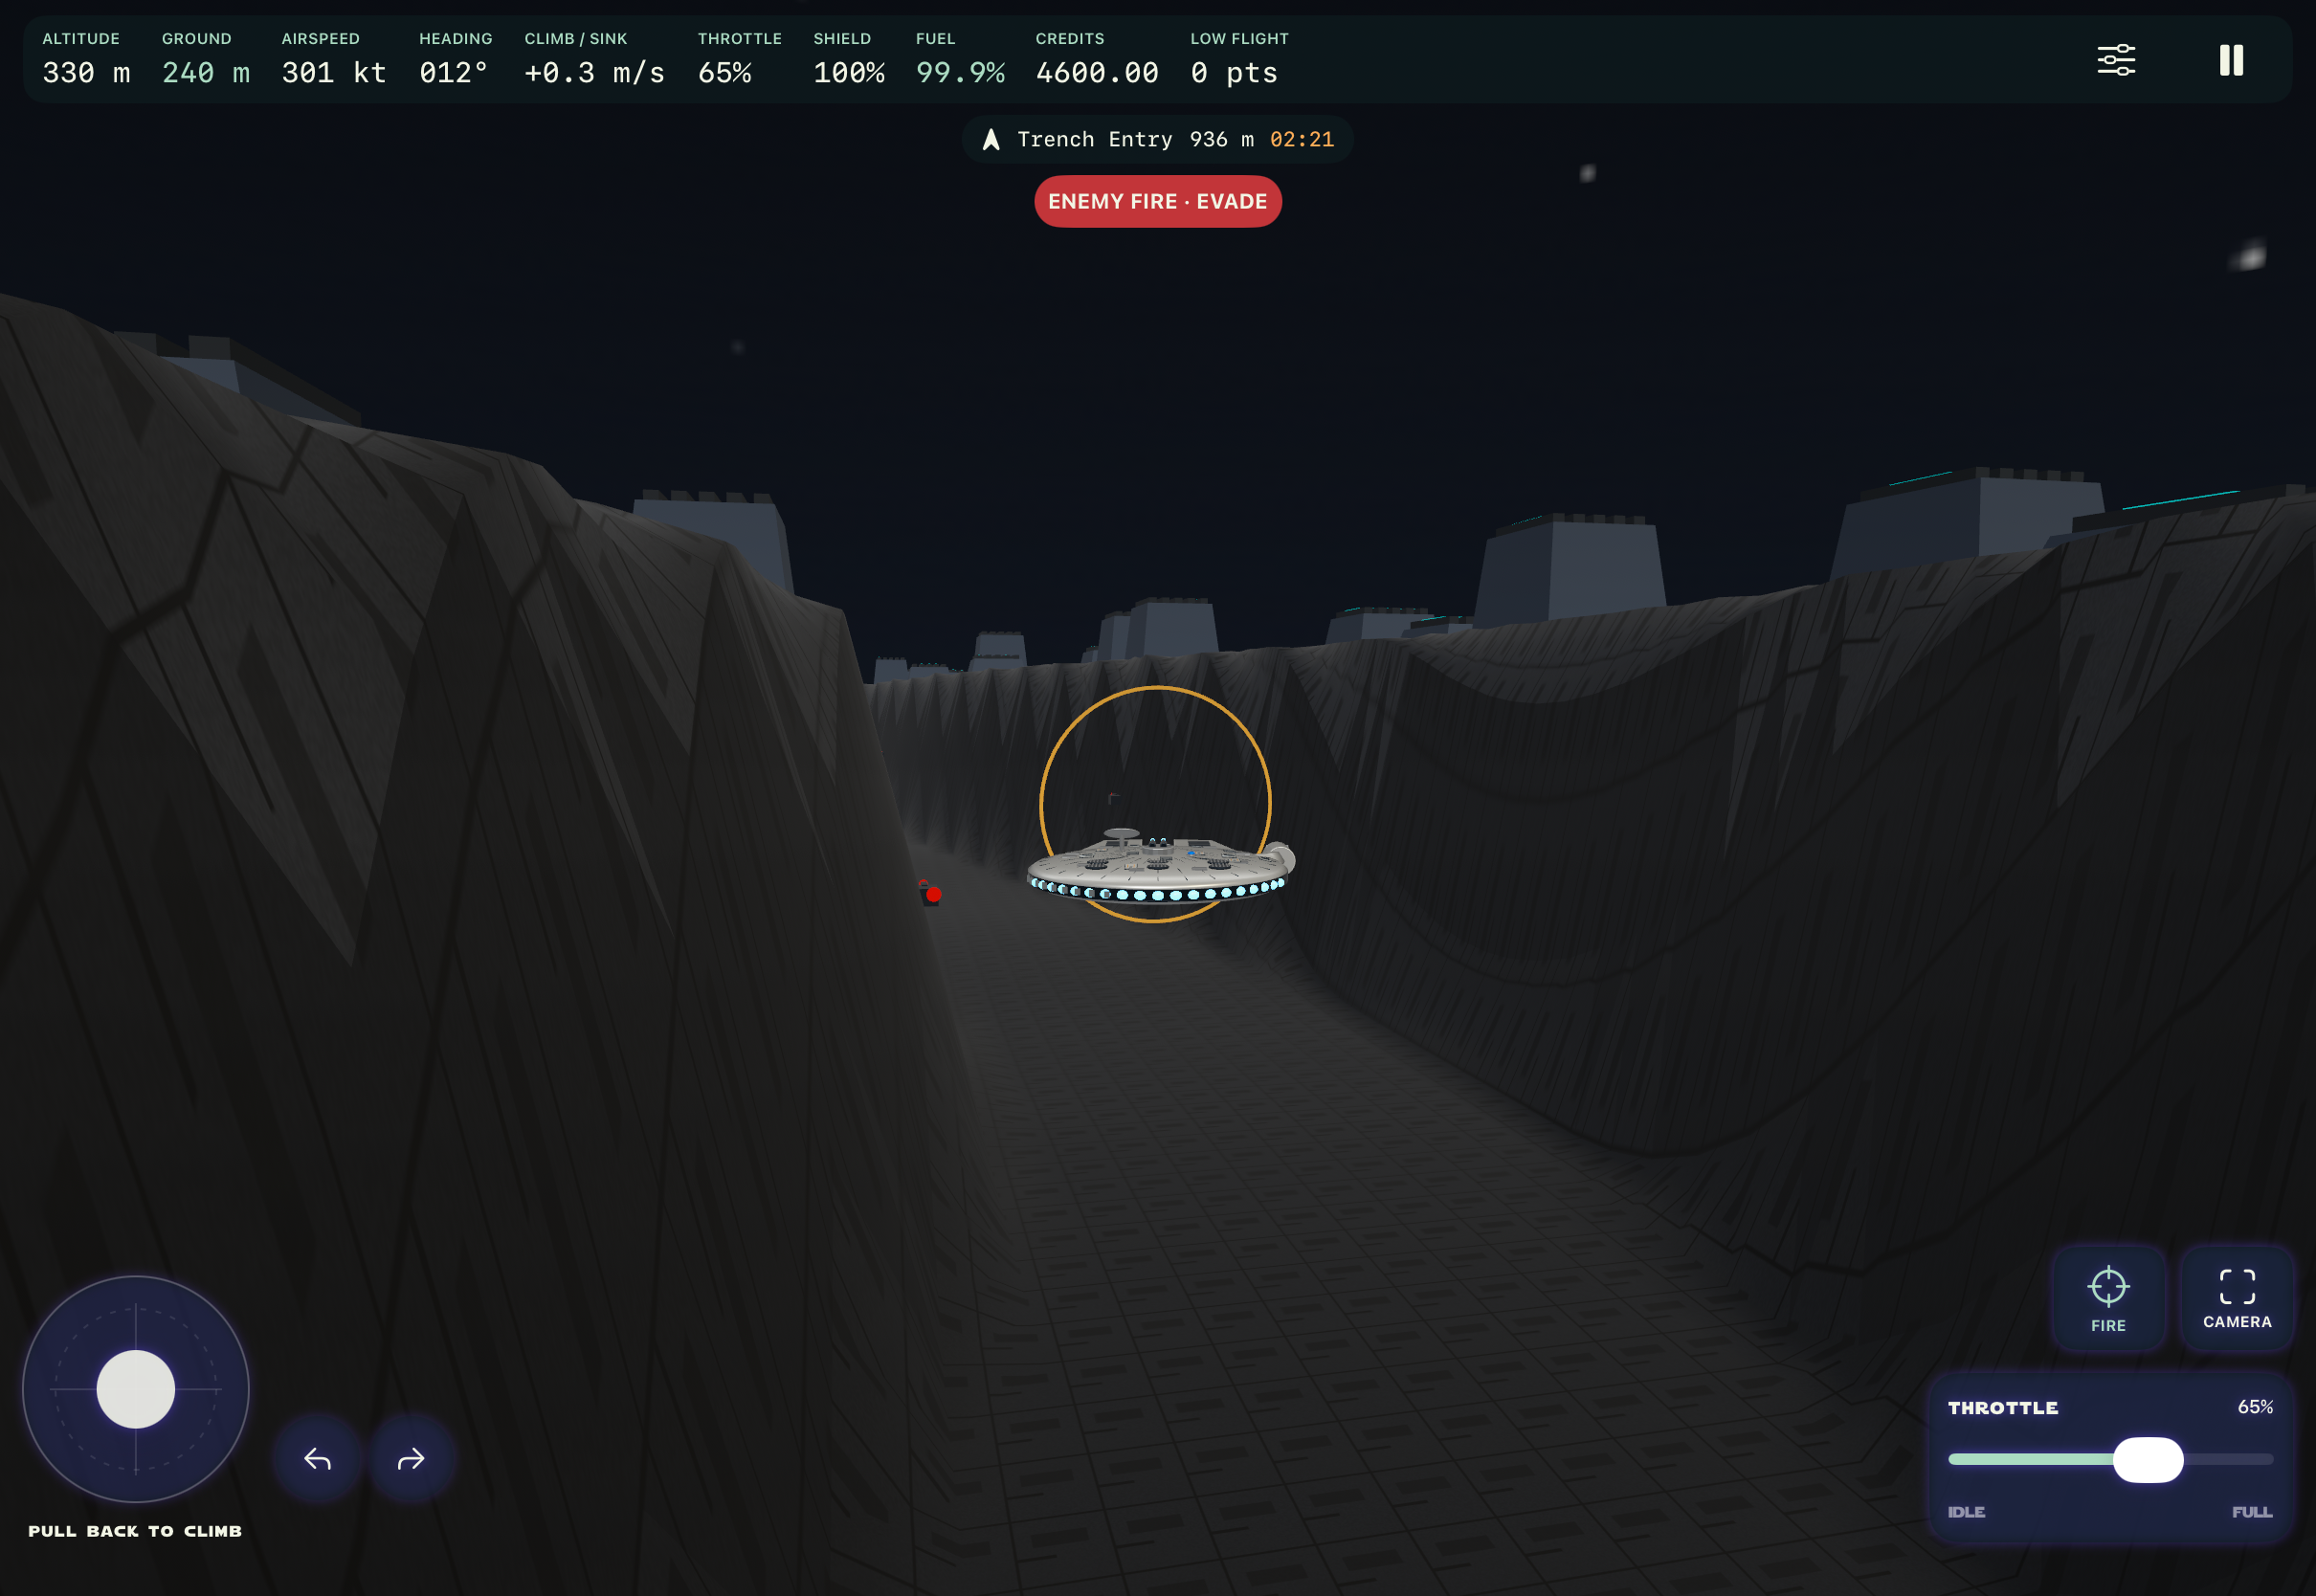 ALTITUDE GROUND AIRSPEED HEADING CLIMB / SINK THROTTLE SHIELD FUEL CREDITS LOW FLIGHT
330 m 240 m 301 kt 012° +0.3 m/s 65% 100% 99.9% 4600.00 0 pts
Trench Entry 936 m 02:21
ENEMY FIRE · EVADE
FIRE CAMERA
THROTTLE 65%
IDLE FULL
PULL BACK TO CLIMB